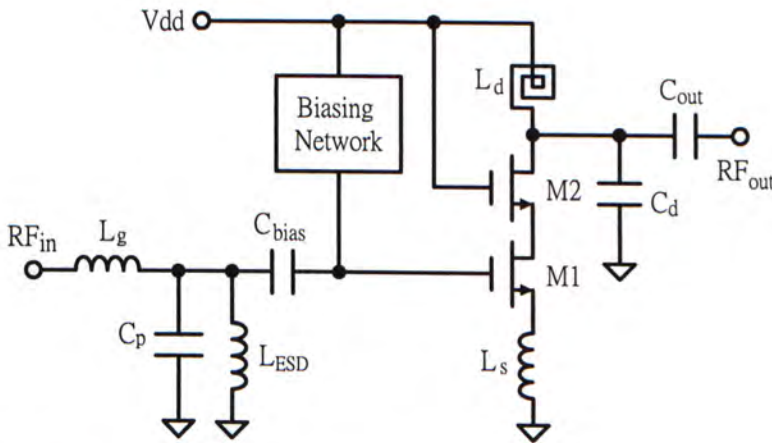 Vdd
Ld
Cout
Biasing
Network
RFout
M2
Cd
RFin
Lg
Cbias
M1
Cp
LESD
Ls